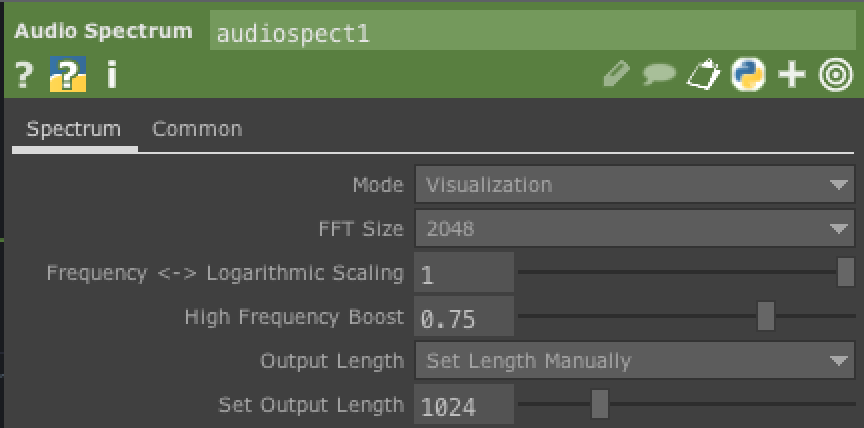 Audio Spectrum audiospect1
? ? i
Spectrum Common
Mode Visualization
FFT Size 2048
Frequency <-> Logarithmic Scaling 1
High Frequency Boost 0.75
Output Length Set Length Manually
Set Output Length 1024